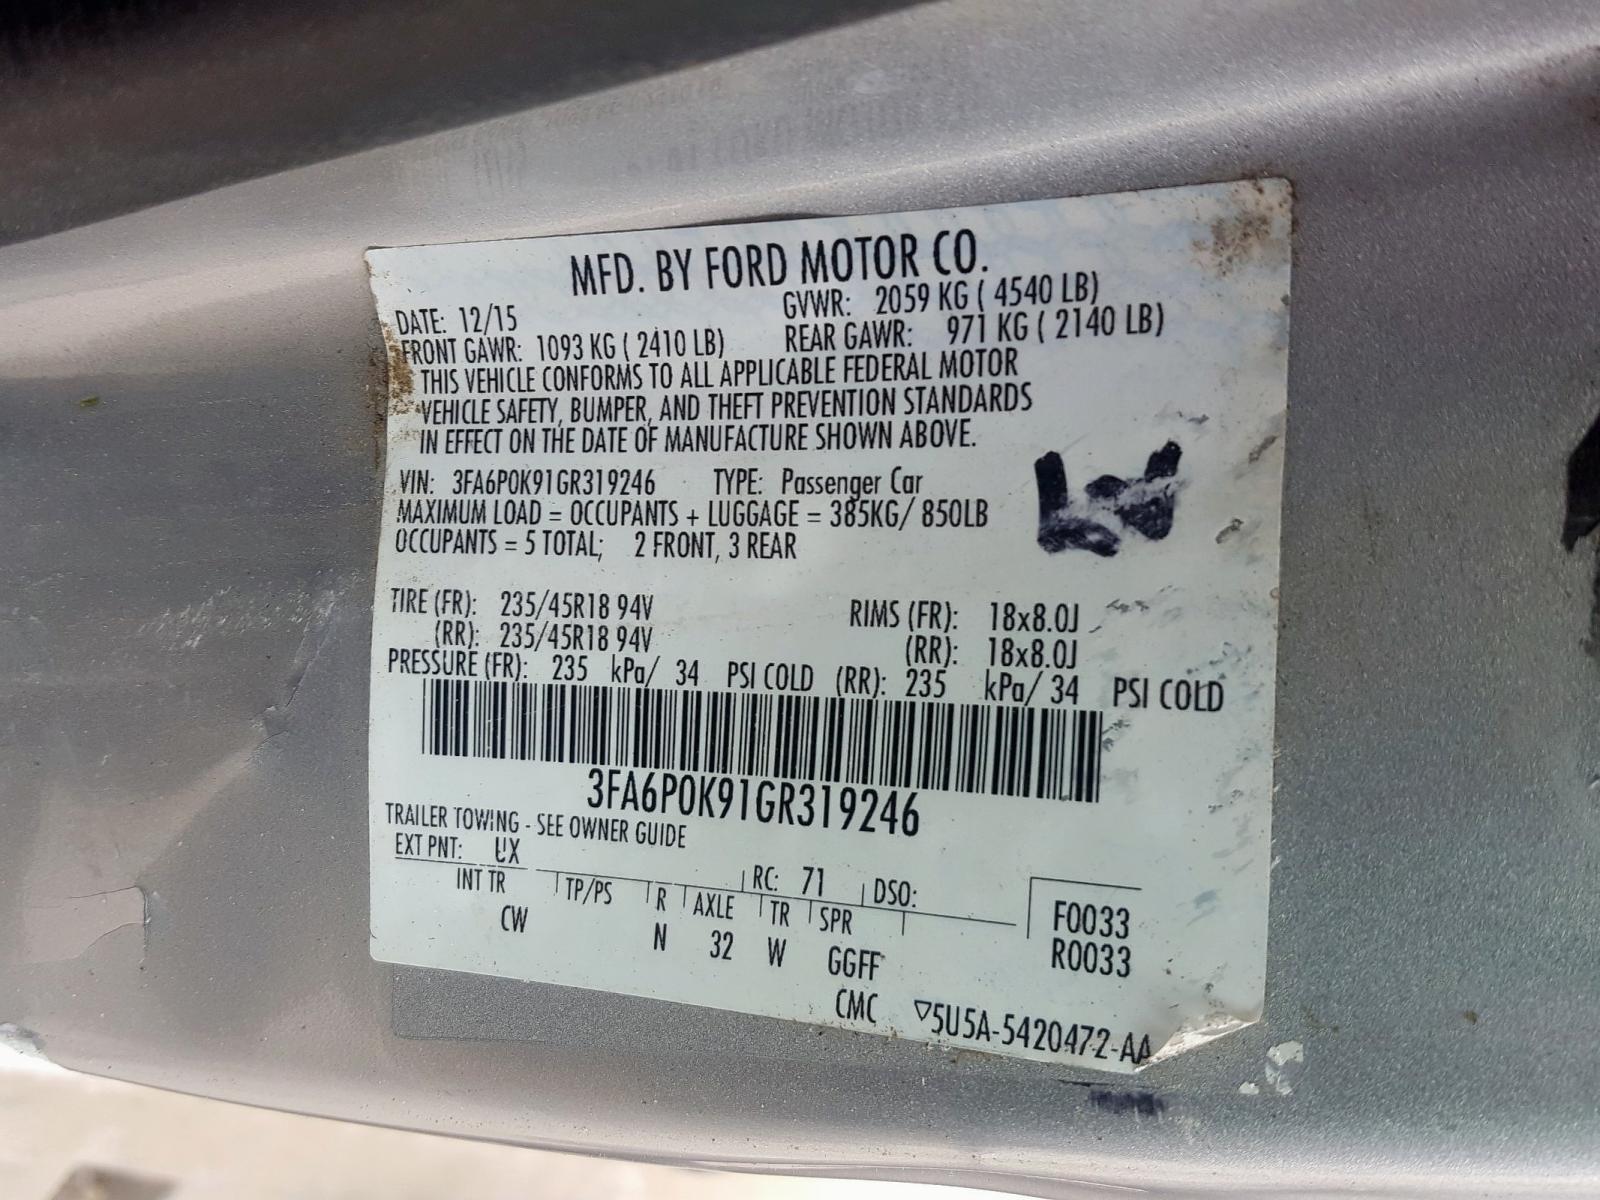 MFD. BY FORD MOTOR CO.
DATE: 12/15 GVWR: 2059 KG ( 4540 LB)
FRONT GAWR: 1093 KG ( 2410 LB) REAR GAWR: 971 KG ( 2140 LB)
THIS VEHICLE CONFORMS TO ALL APPLICABLE FEDERAL MOTOR
VEHICLE SAFETY, BUMPER, AND THEFT PREVENTION STANDARDS
IN EFFECT ON THE DATE OF MANUFACTURE SHOWN ABOVE.
VIN: 3FA6P0K91GR319246 TYPE: Passenger Car
MAXIMUM LOAD = OCCUPANTS + LUGGAGE = 385KG/ 850LB
OCCUPANTS = 5 TOTAL; 2 FRONT, 3 REAR
TIRE (FR): 235/45R18 94V RIMS (FR): 18x8.0J
(RR): 235/45R18 94V (RR): 18x8.0J
PRESSURE (FR): 235 kPa/ 34 PSI COLD (RR): 235 kPa/ 34 PSI COLD
3FA6P0K91GR319246
TRAILER TOWING - SEE OWNER GUIDE
EXT PNT: UX RC: 71 DSO:
INT TR TP/PS R AXLE TR SPR F0033
CW N 32 W GGFF R0033
CMC ▽5U5A-5420472-AA